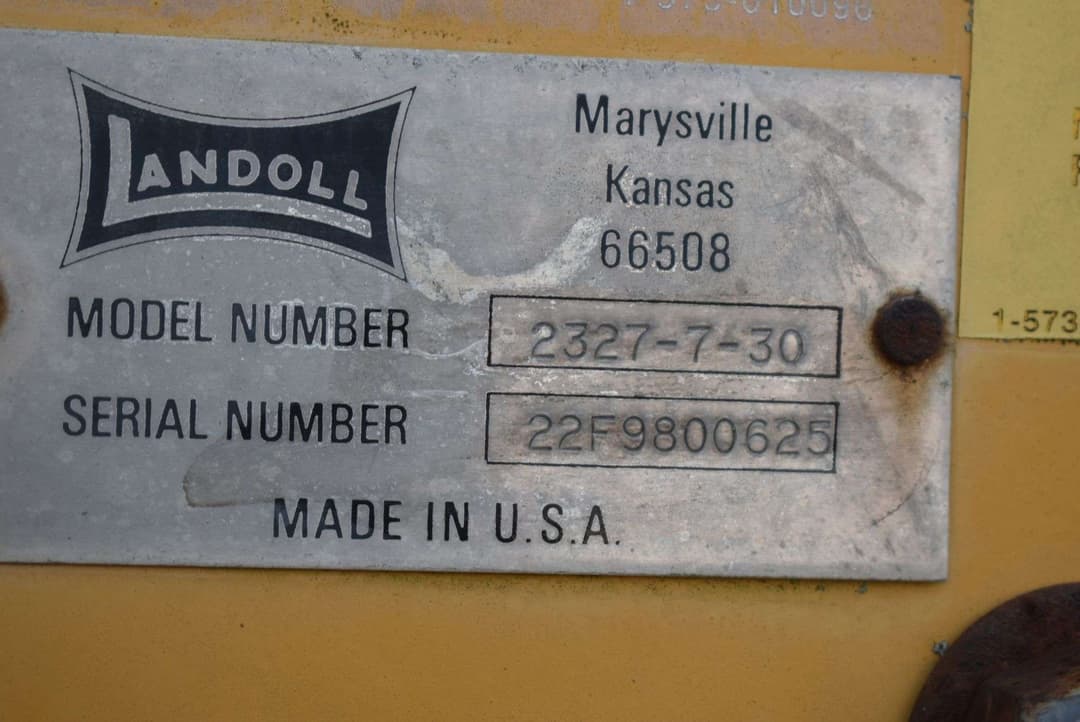 LANDOLL
Marysville
Kansas
66508
MODEL NUMBER 2327-7-30
SERIAL NUMBER 22F9800625
MADE IN U.S.A.
1-573